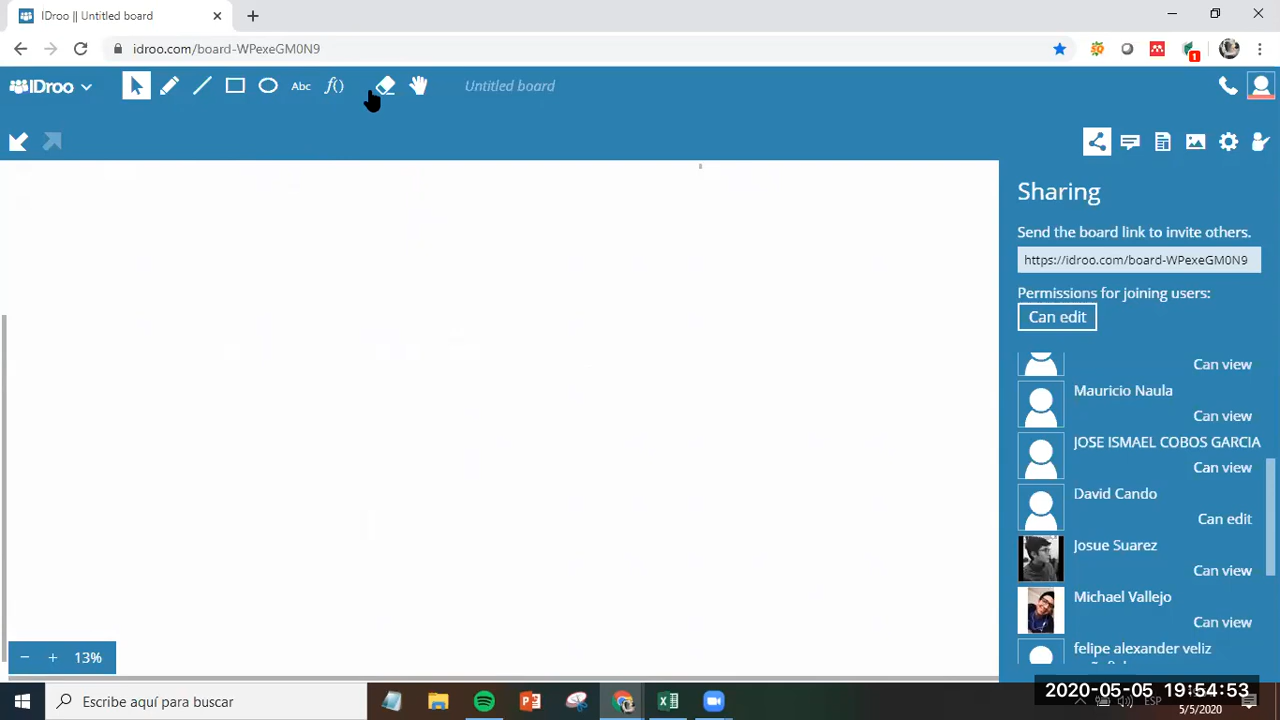 IDroo || Untitled board
idroo.com/board-WPexeGM0N9
1
IDroo
Abc
f()
Untitled board
Sharing
Send the board link to invite others.
https://idroo.com/board-WPexeGM0N9
Permissions for joining users:
Can edit
Can view
Mauricio Naula
Can view
JOSE ISMAEL COBOS GARCIA
Can view
David Cando
Can edit
Josue Suarez
Can view
Michael Vallejo
Can view
felipe alexander veliz
13%
Escribe aquí para buscar
2020-05-05 19:54:53
ESP
5/5/2020